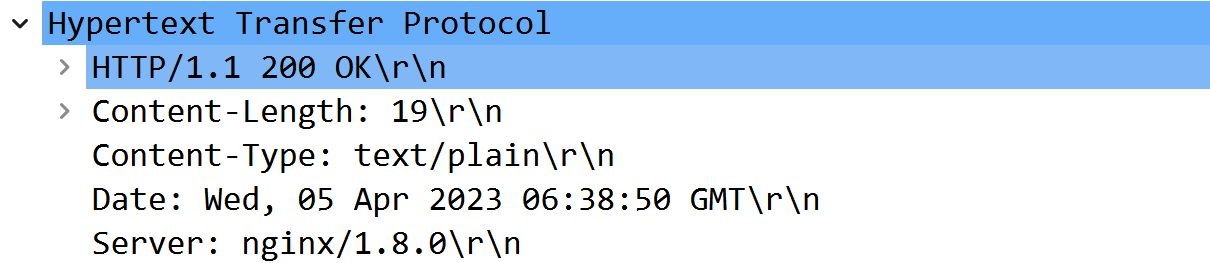 Hypertext Transfer Protocol
HTTP/1.1 200 OK\r\n
Content-Length: 19\r\n
Content-Type: text/plain\r\n
Date: Wed, 05 Apr 2023 06:38:50 GMT\r\n
Server: nginx/1.8.0\r\n